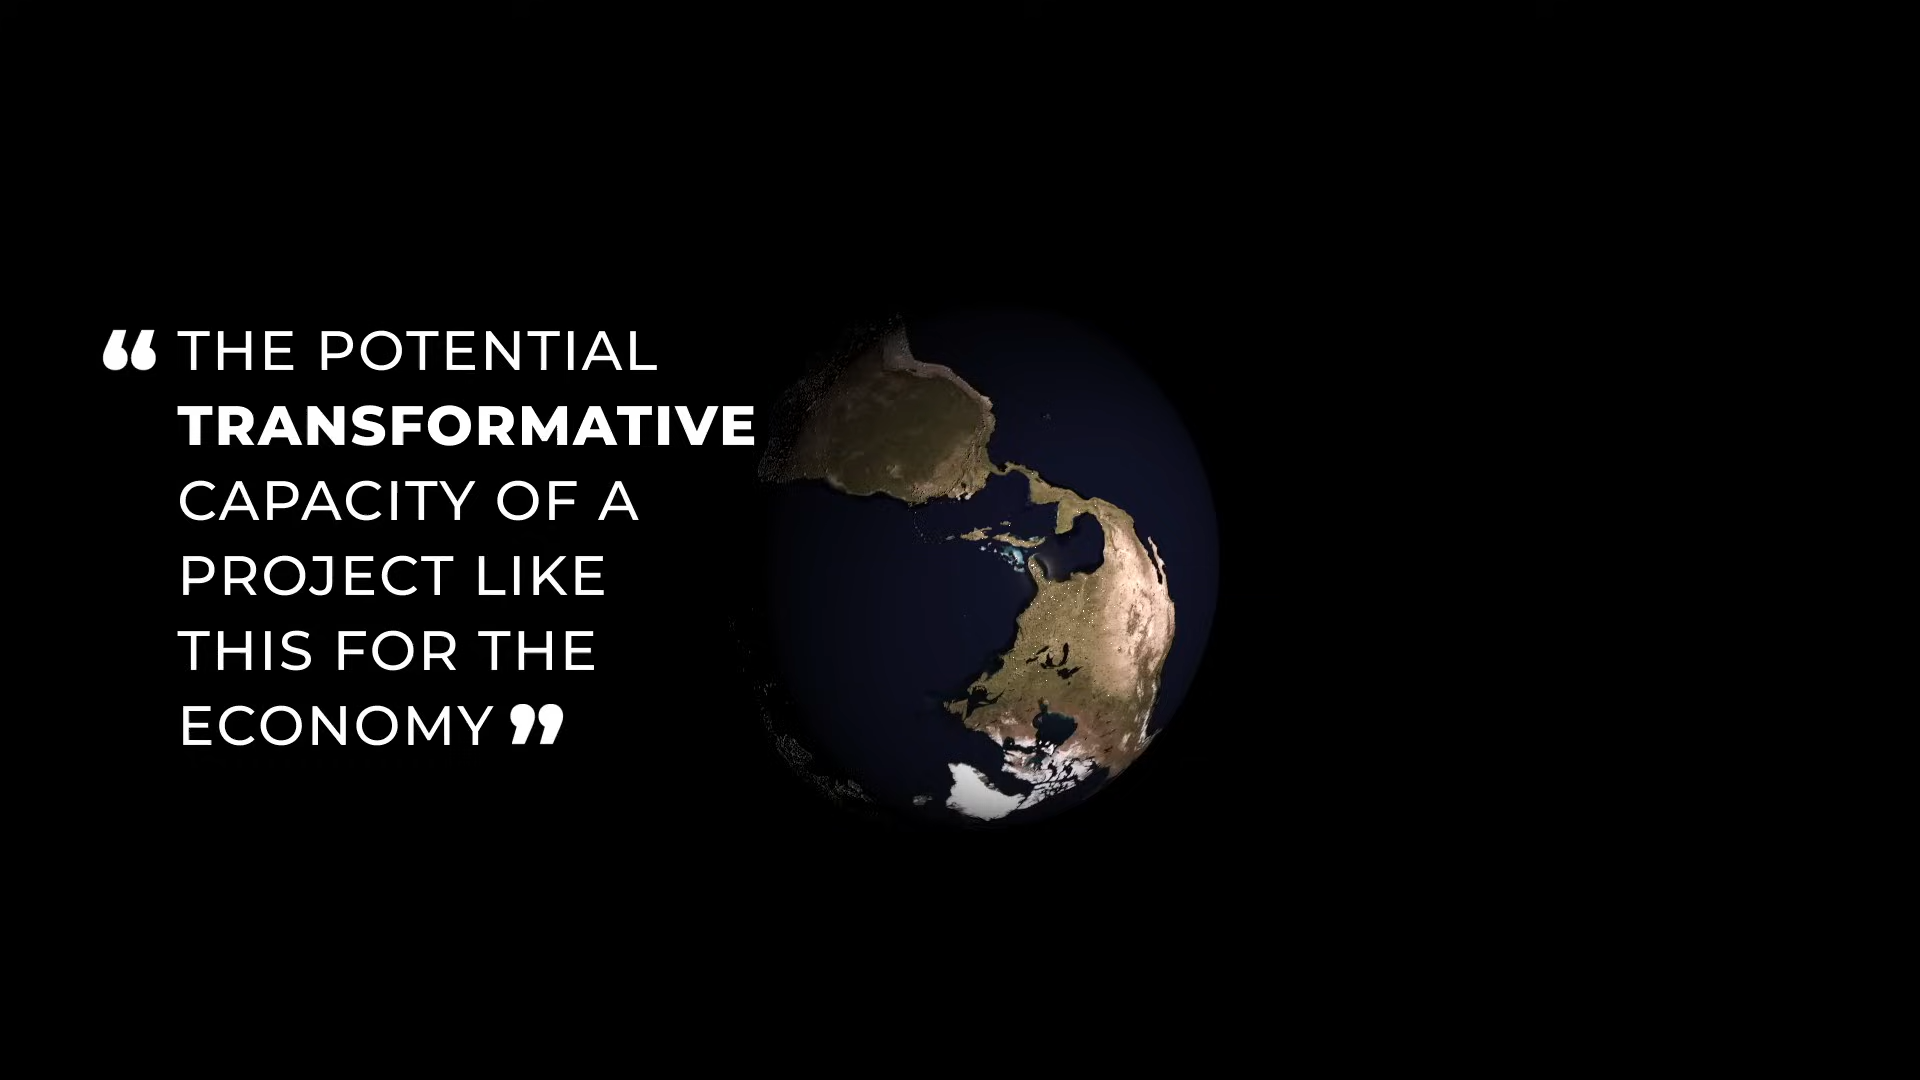 “ THE POTENTIAL
TRANSFORMATIVE
CAPACITY OF A
PROJECT LIKE
THIS FOR THE
ECONOMY ”